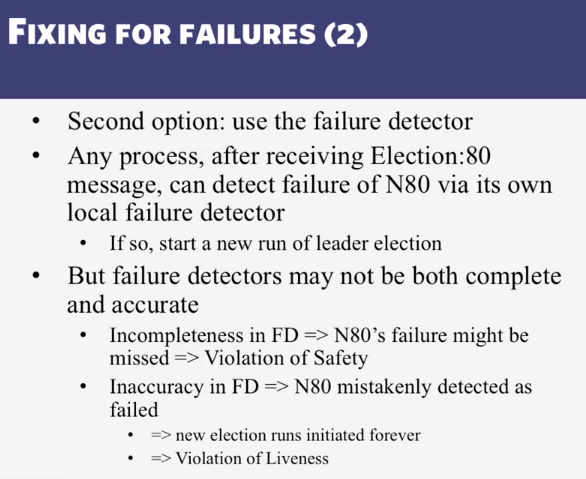 FIXING FOR FAILURES (2)
• Second option: use the failure detector
• Any process, after receiving Election:80
message, can detect failure of N80 via its own
local failure detector
• If so, start a new run of leader election
• But failure detectors may not be both complete
and accurate
• Incompleteness in FD => N80’s failure might be
missed => Violation of Safety
• Inaccuracy in FD => N80 mistakenly detected as
failed
• => new election runs initiated forever
• => Violation of Liveness